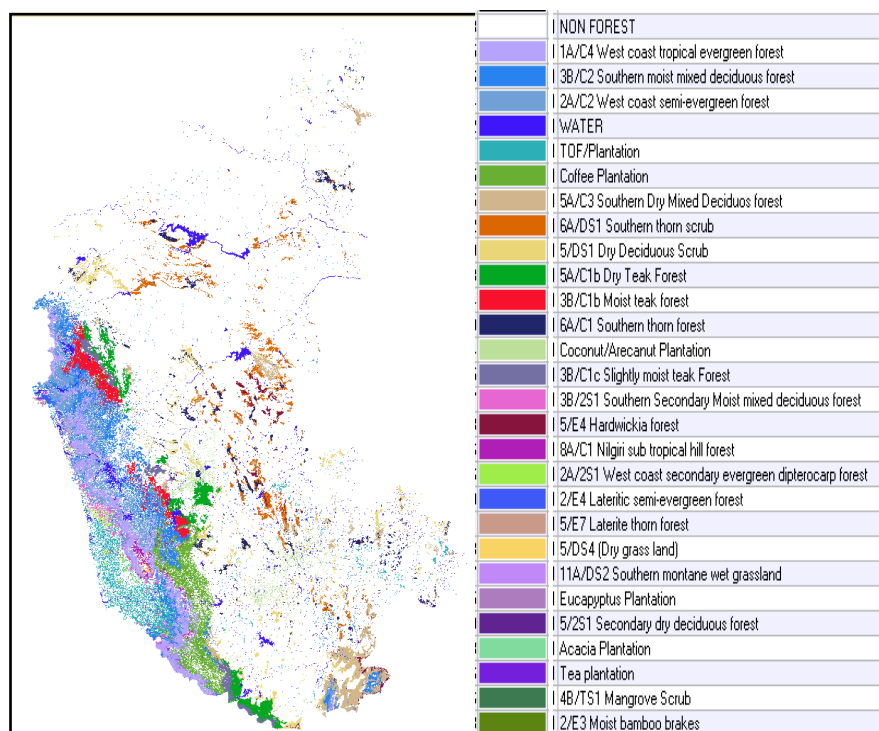 NON FOREST
1A/C4 West coast tropical evergreen forest
3B/C2 Southern moist mixed deciduous forest
2A/C2 West coast semi-evergreen forest
WATER
TOF/Plantation
Coffee Plantation
5A/C3 Southern Dry Mixed Deciduos forest
6A/DS1 Southern thorn scrub
5/DS1 Dry Deciduous Scrub
5A/C1b Dry Teak Forest
3B/C1b Moist teak forest
6A/C1 Southern thorn forest
Coconut/Arecanut Plantation
3B/C1c Slightly moist teak Forest
3B/2S1 Southern Secondary Moist mixed deciduous forest
5/E4 Hardwickia forest
8A/C1 Nilgiri sub tropical hill forest
2A/2S1 West coast secondary evergreen dipterocarp forest
2/E4 Lateritic semi-evergreen forest
5/E7 Laterite thorn forest
5/DS4 (Dry grass land)
11A/DS2 Southern montane wet grassland
Eucapyptus Plantation
5/2S1 Secondary dry deciduous forest
Acacia Plantation
Tea plantation
4B/TS1 Mangrove Scrub
2/E3 Moist bamboo brakes